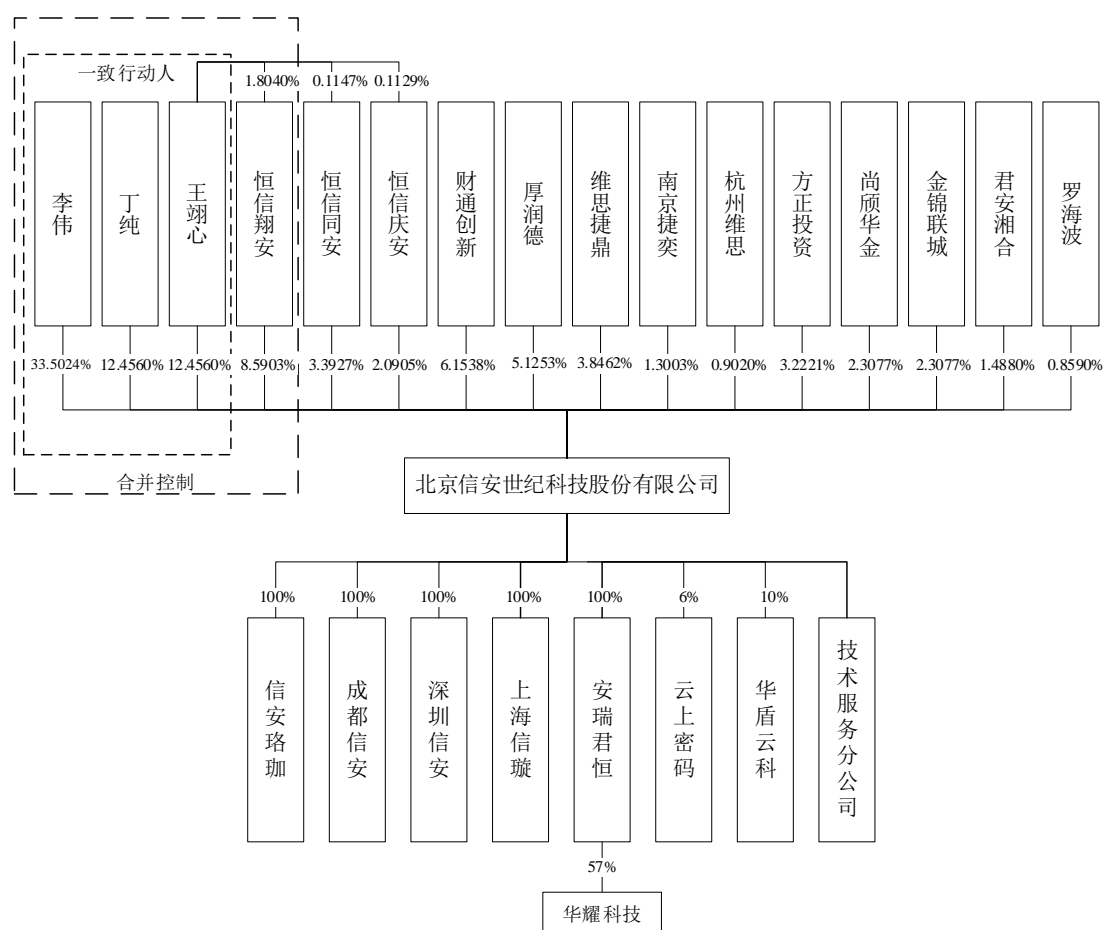 一致行动人
1.8040%
0.1147%
0.1129%
李伟
丁纯
王翊心
恒信翔安
恒信同安
恒信庆安
财通创新
厚润德
维思捷鼎
南京捷奕
杭州维思
方正投资
尚颀华金
金锦联城
君安湘合
罗海波
33.5024%
12.4560%
12.4560%
8.5903%
3.3927%
2.0905%
6.1538%
5.1253%
3.8462%
1.3003%
0.9020%
3.2221%
2.3077%
2.3077%
1.4880%
0.8590%
合并控制
北京信安世纪科技股份有限公司
100%
100%
100%
100%
100%
6%
10%
信安珞珈
成都信安
深圳信安
上海信璇
安瑞君恒
云上密码
华盾云科
技术服务分公司
57%
华耀科技